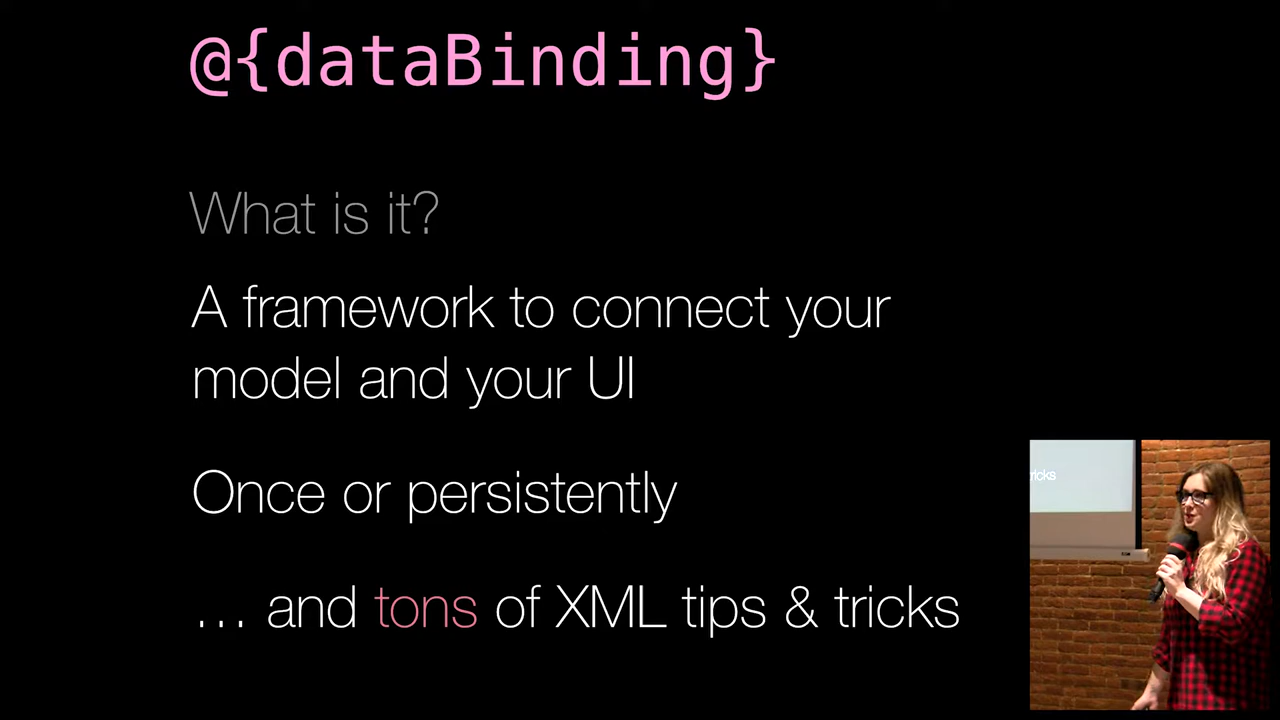 @{dataBinding}
What is it?
A framework to connect your
model and your UI
Once or persistently
... and tons of XML tips & tricks
ricks